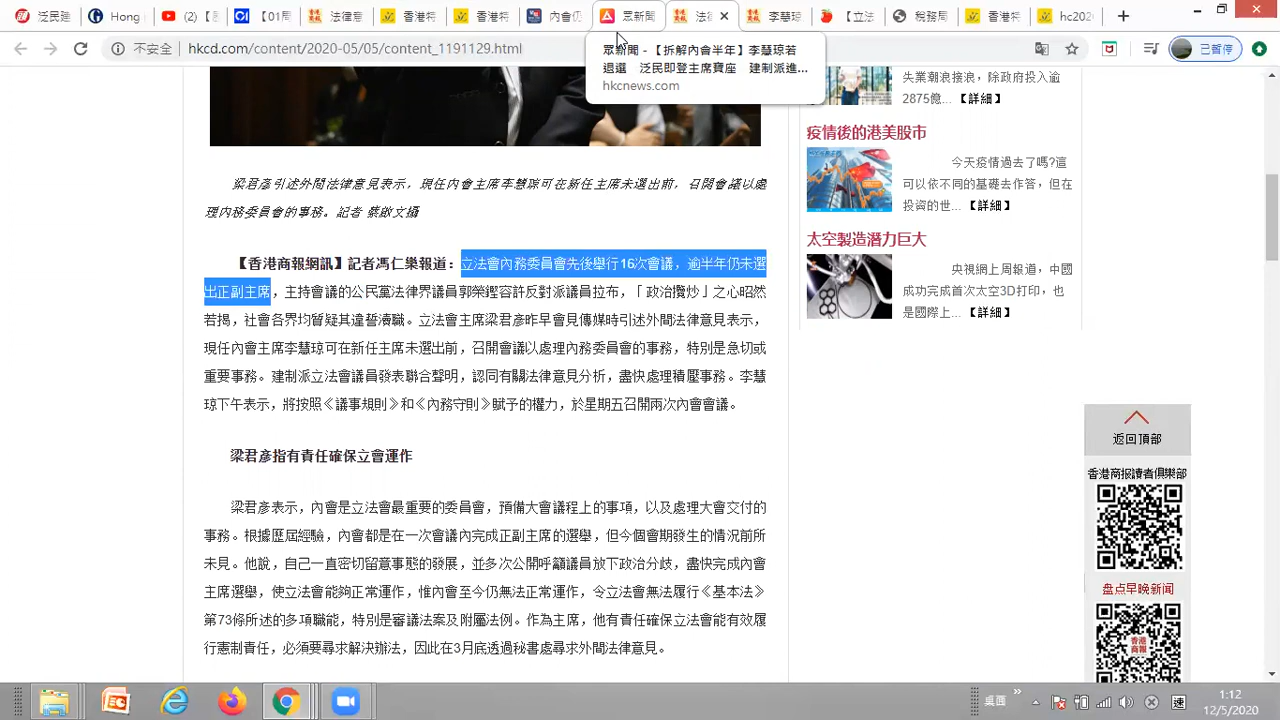 泛民逐
Hong
【2
【01
法律意
香港特
香港特
內會仍
眾新聞
法律
李慧琼
【立法
稅務局
香港特
hc202
不安全 | hkcd.com/content/2020-05/05/content_1191129.html
已暫停
眾新聞 - 【拆解內會半年】李慧琼若
退選 泛民即登主席寶座 建制派進...
hkcnews.com
梁君彥引述外間法律意見表示，現任內會主席李慧琼可在新任主席未選出前，召開會議以處
理內務委員會的事務。記者 蔡啟文攝
【香港商報網訊】記者馮仁樂報道：立法會內務委員會先後舉行16次會議，逾半年仍未選
出正副主席，主持會議的公民黨法律界議員郭榮鏗容許反對派議員拉布，「政治攬炒」之心昭然
若揭，社會各界均質疑其違誓瀆職。立法會主席梁君彥昨早會見傳媒時引述外間法律意見表示，
現任內會主席李慧琼可在新任主席未選出前，召開會議以處理內務委員會的事務，特別是急切或
重要事務。建制派立法會議員發表聯合聲明，認同有關法律意見分析，盡快處理積壓事務。李慧
琼下午表示，將按照《議事規則》和《內務守則》賦予的權力，於星期五召開兩次內會會議。
梁君彥指有責任確保立會運作
梁君彥表示，內會是立法會最重要的委員會，預備大會議程上的事項，以及處理大會交付的
事務。根據歷屆經驗，內會都是在一次會議內完成正副主席的選舉，但今個會期發生的情況前所
未見。他說，自己一直密切留意事態的發展，並多次公開呼籲議員放下政治分歧，盡快完成內會
主席選舉，使立法會能夠正常運作，惟內會至今仍無法正常運作，令立法會無法履行《基本法》
第73條所述的多項職能，特別是審議法案及附屬法例。作為主席，他有責任確保立法會能有效履
行憲制責任，必須要尋求解決辦法，因此在3月底透過秘書處尋求外間法律意見。
失業潮浪接浪，除政府投入逾
2875億... 【詳細】
疫情後的港美股市
今天疫情過去了嗎?這
可以依不同的基礎去作答，但在
投資的世... 【詳細】
太空製造潛力巨大
央視網上周報道，中國
成功完成首次太空3D打印，也
是國際上... 【詳細】
返回頂部
香港商报讀者俱樂部
盘点早晚新闻
桌面
速
1:12
12/5/2020